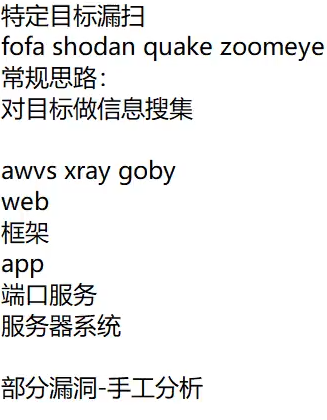 特定目标漏扫
fofa shodan quake zoomeye
常规思路：
对目标做信息搜集
awvs xray goby
web
框架
app
端口服务
服务器系统
部分漏洞-手工分析